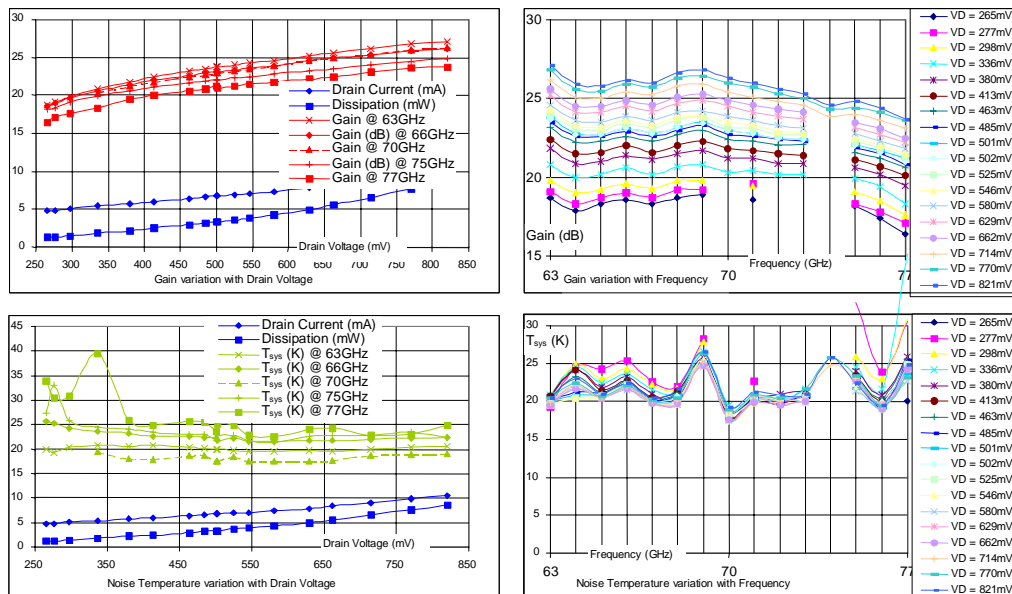 30
25
20
15
10
5
0
250 300 350 400 450 500 550 600 650 700 750 800 850
Drain Current (mA)
Dissipation (mW)
Gain @ 63GHz
Gain (dB) @ 66GHz
Gain @ 70GHz
Gain (dB) @ 75GHz
Gain @ 77GHz
Drain Voltage (mV)
Gain variation with Drain Voltage
30
25
20
15
Gain (dB)
63 70 77
Frequency (GHz)
Gain variation with Frequency
VD = 265mV
VD = 277mV
VD = 298mV
VD = 336mV
VD = 380mV
VD = 413mV
VD = 463mV
VD = 485mV
VD = 501mV
VD = 502mV
VD = 525mV
VD = 546mV
VD = 580mV
VD = 629mV
VD = 662mV
VD = 714mV
VD = 770mV
VD = 821mV
45
40
35
30
25
20
15
10
5
0
250 300 350 400 450 500 550 600 650 700 750 800 850
Drain Current (mA)
Dissipation (mW)
Tsys (K) @ 63GHz
Tsys (K) @ 66GHz
Tsys (K) @ 70GHz
Tsys (K) @ 75GHz
Tsys (K) @ 77GHz
Drain Voltage (mV)
Noise Temperature variation with Drain Voltage
30
25
20
15
10
5
0
Tsys (K)
63 70 77
Frequency (GHz)
Noise Temperature variation with Frequency
VD = 265mV
VD = 277mV
VD = 298mV
VD = 336mV
VD = 380mV
VD = 413mV
VD = 463mV
VD = 485mV
VD = 501mV
VD = 502mV
VD = 525mV
VD = 546mV
VD = 580mV
VD = 629mV
VD = 662mV
VD = 714mV
VD = 770mV
VD = 821mV